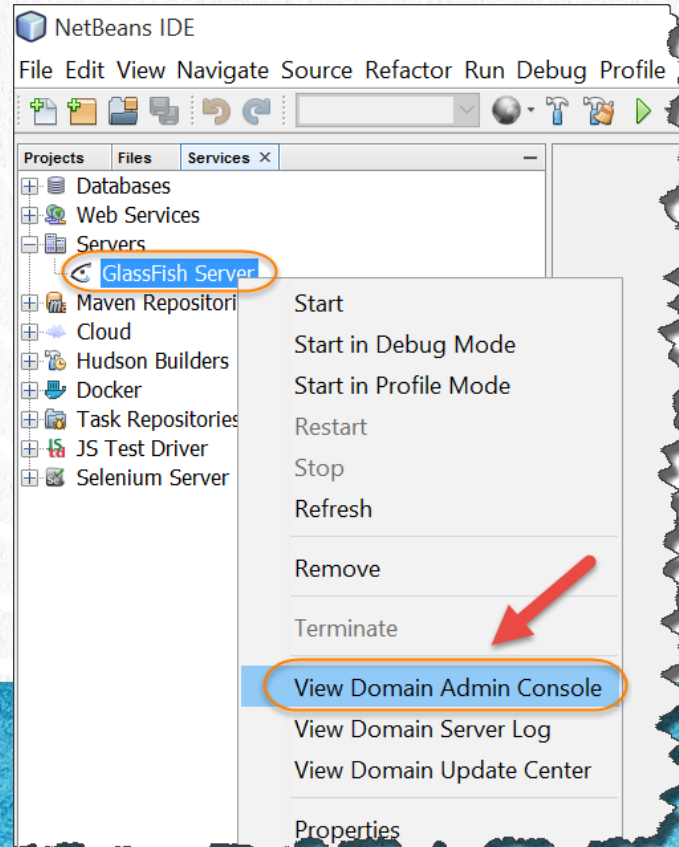 NetBeans IDE
File Edit View Navigate Source Refactor Run Debug Profile
Projects Files Services ×
Databases
Web Services
Servers
GlassFish Server
Maven Repositori
Cloud
Hudson Builders
Docker
Task Repositories
JS Test Driver
Selenium Server
Start
Start in Debug Mode
Start in Profile Mode
Restart
Stop
Refresh
Remove
Terminate
View Domain Admin Console
View Domain Server Log
View Domain Update Center
Properties